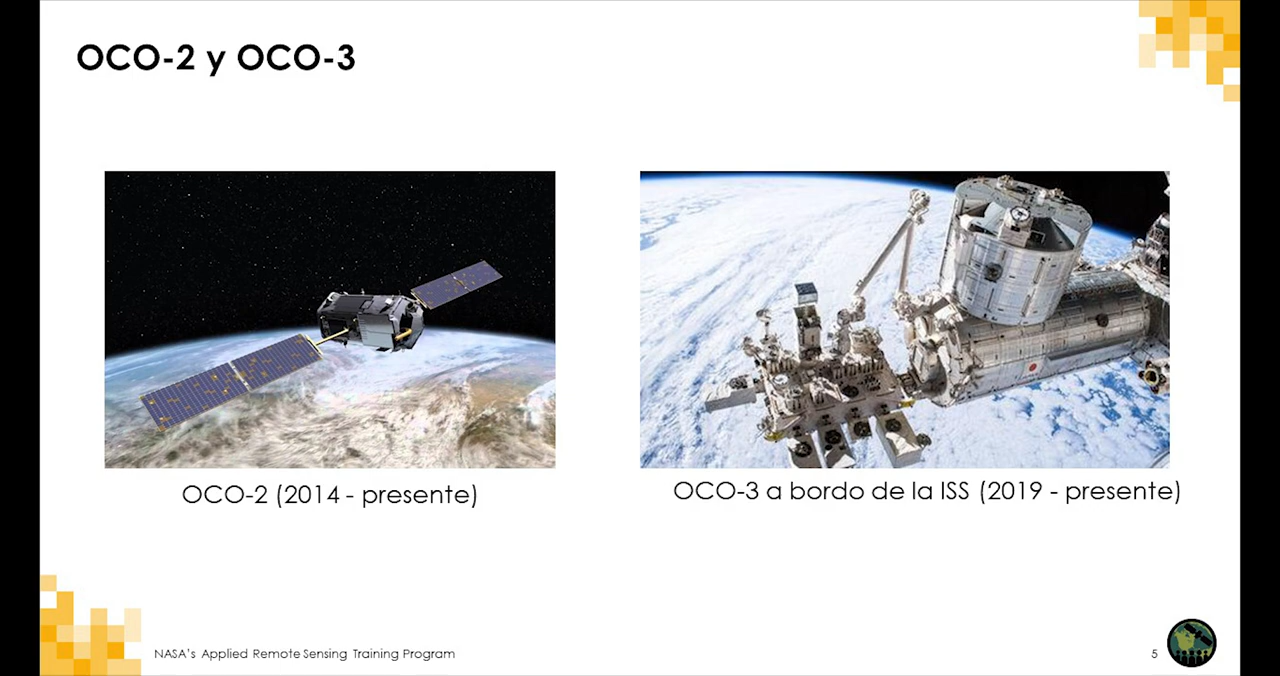 OCO-2 y OCO-3
OCO-2 (2014 - presente)
OCO-3 a bordo de la ISS (2019 - presente)
NASA's Applied Remote Sensing Training Program
5